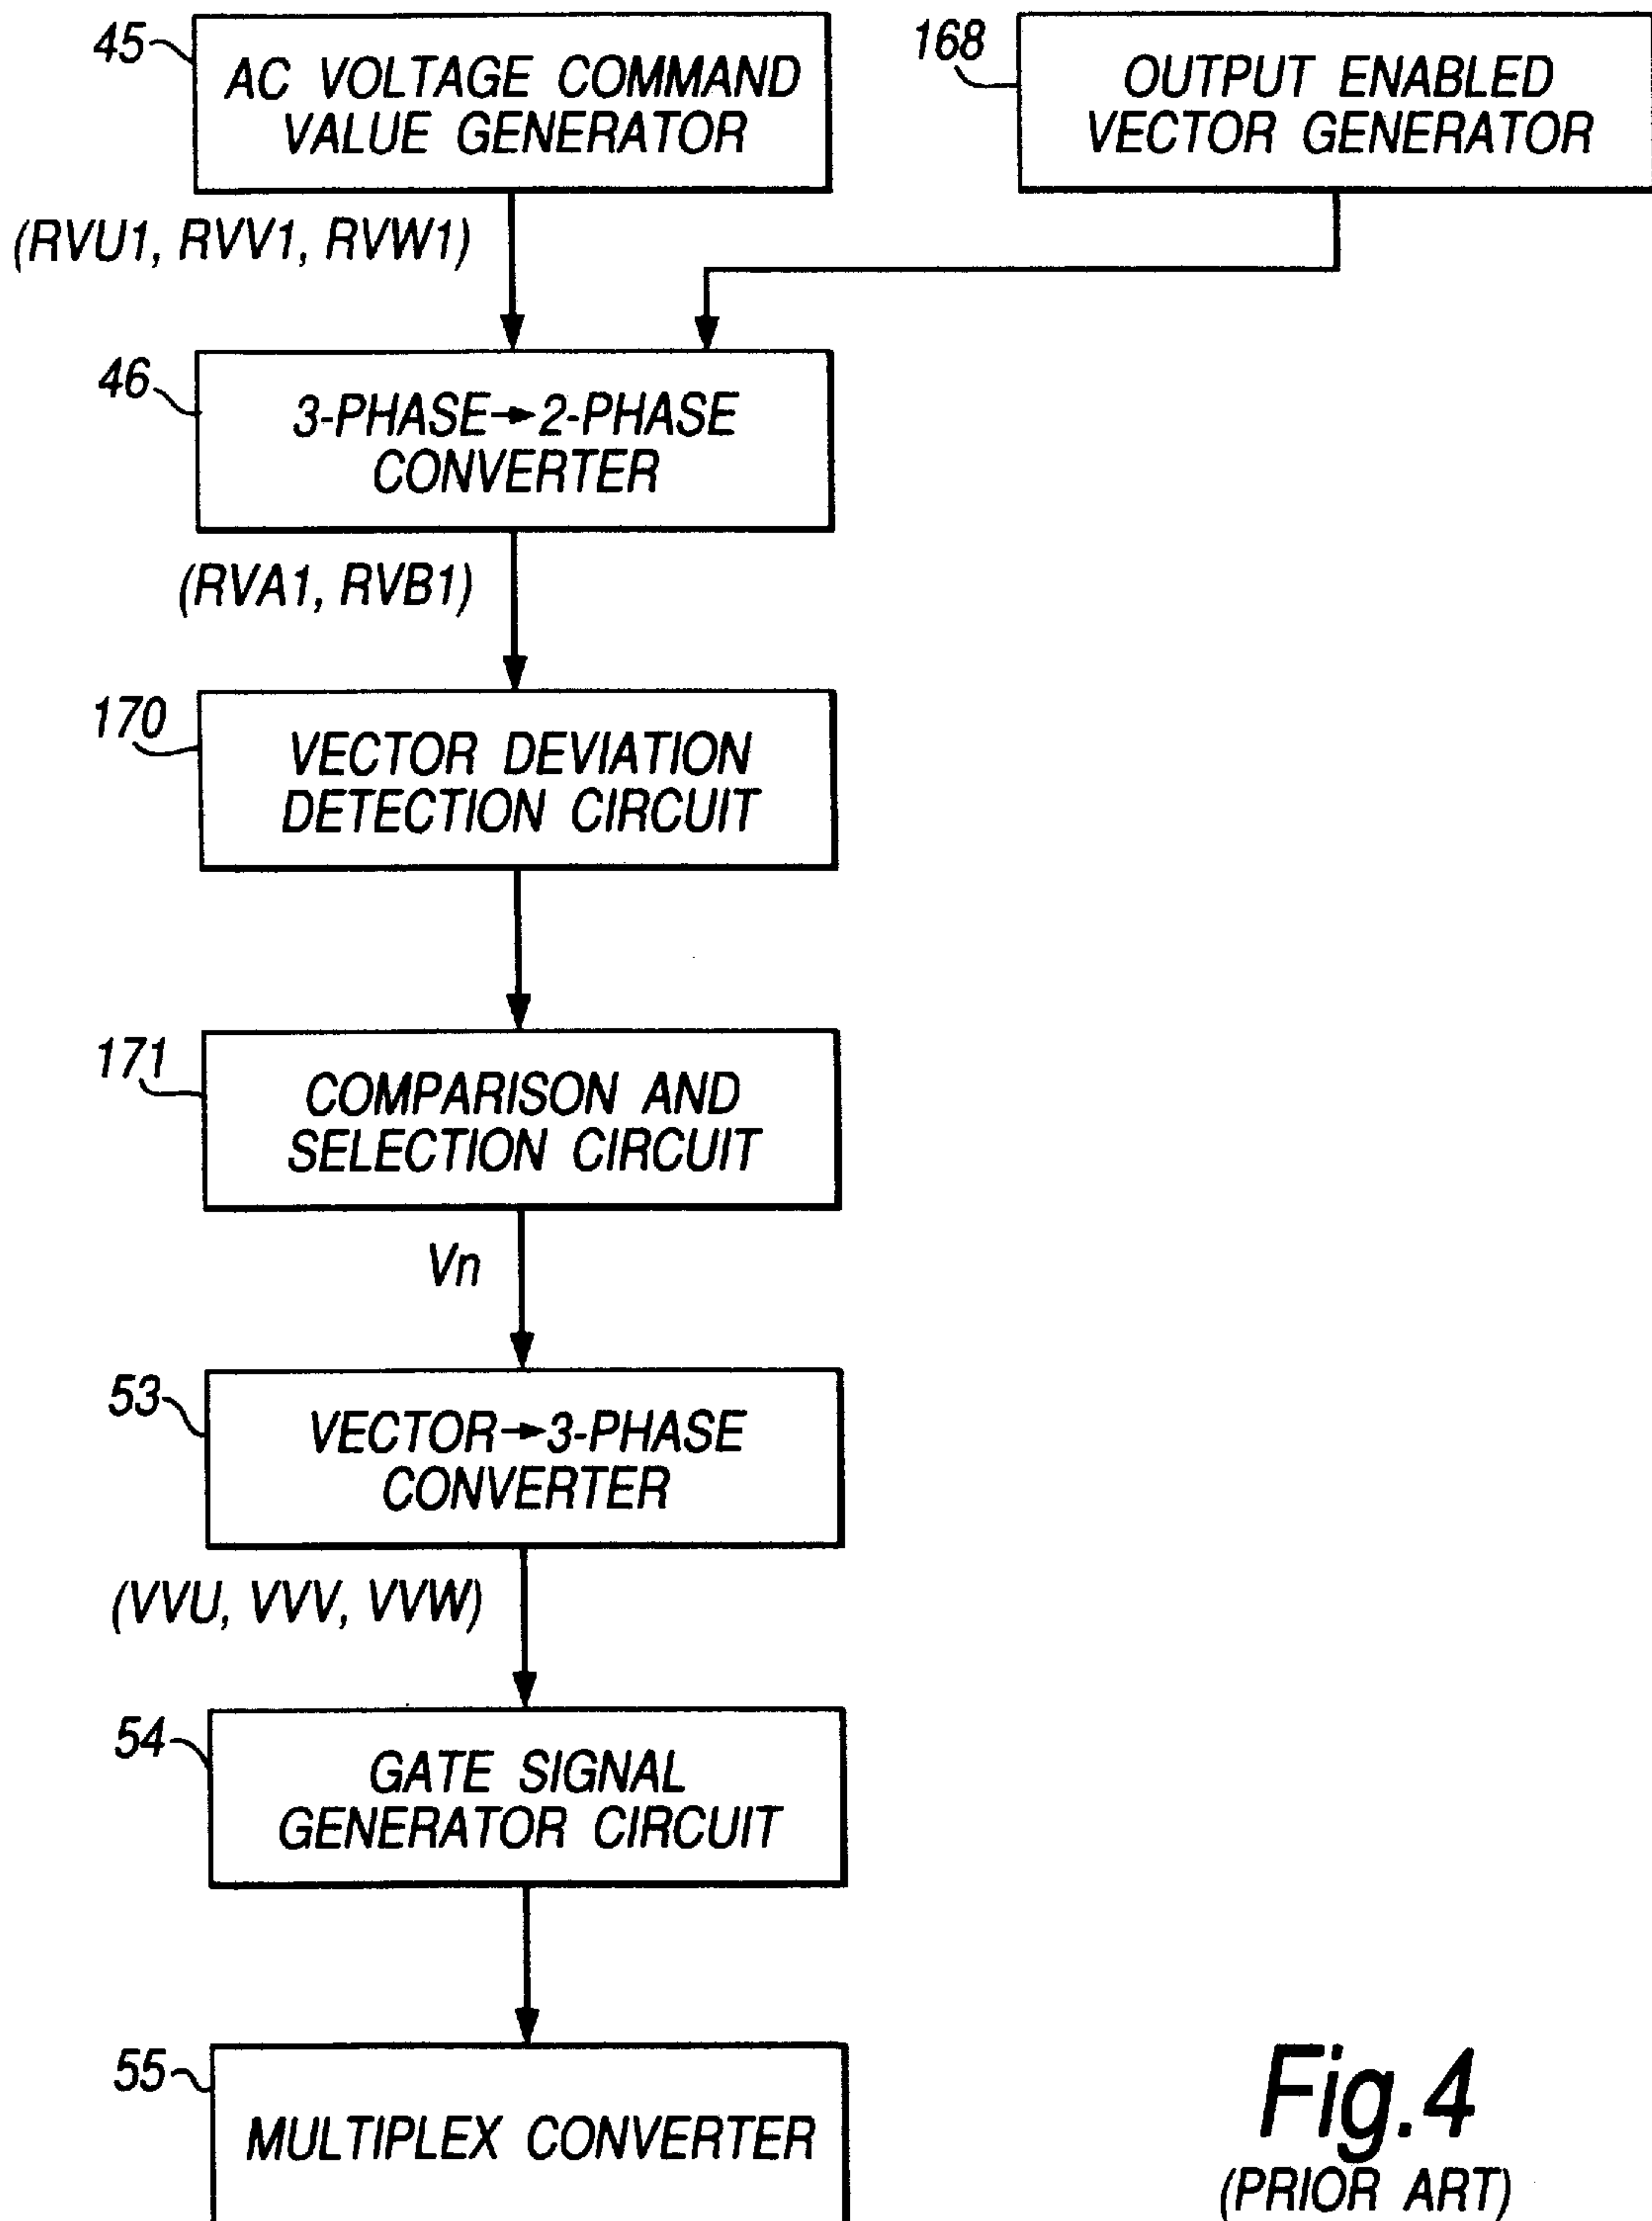 45
AC VOLTAGE COMMAND
VALUE GENERATOR
168
OUTPUT ENABLED
VECTOR GENERATOR
(RVU1, RVV1, RVW1)
46
3-PHASE→2-PHASE
CONVERTER
(RVA1, RVB1)
170
VECTOR DEVIATION
DETECTION CIRCUIT
171
COMPARISON AND
SELECTION CIRCUIT
Vn
53
VECTOR→3-PHASE
CONVERTER
(VVU, VVV, VVW)
54
GATE SIGNAL
GENERATOR CIRCUIT
55
MULTIPLEX CONVERTER
Fig.4
(PRIOR ART)